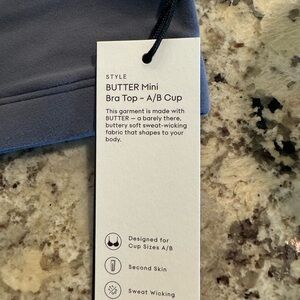 STYLE
BUTTER Mini
Bra Top - A/B Cup
This garment is made with
BUTTER — a barely there,
buttery soft sweat-wicking
fabric that shapes to your
body.
Designed for
Cup Sizes A/B
Second Skin
Sweat Wicking